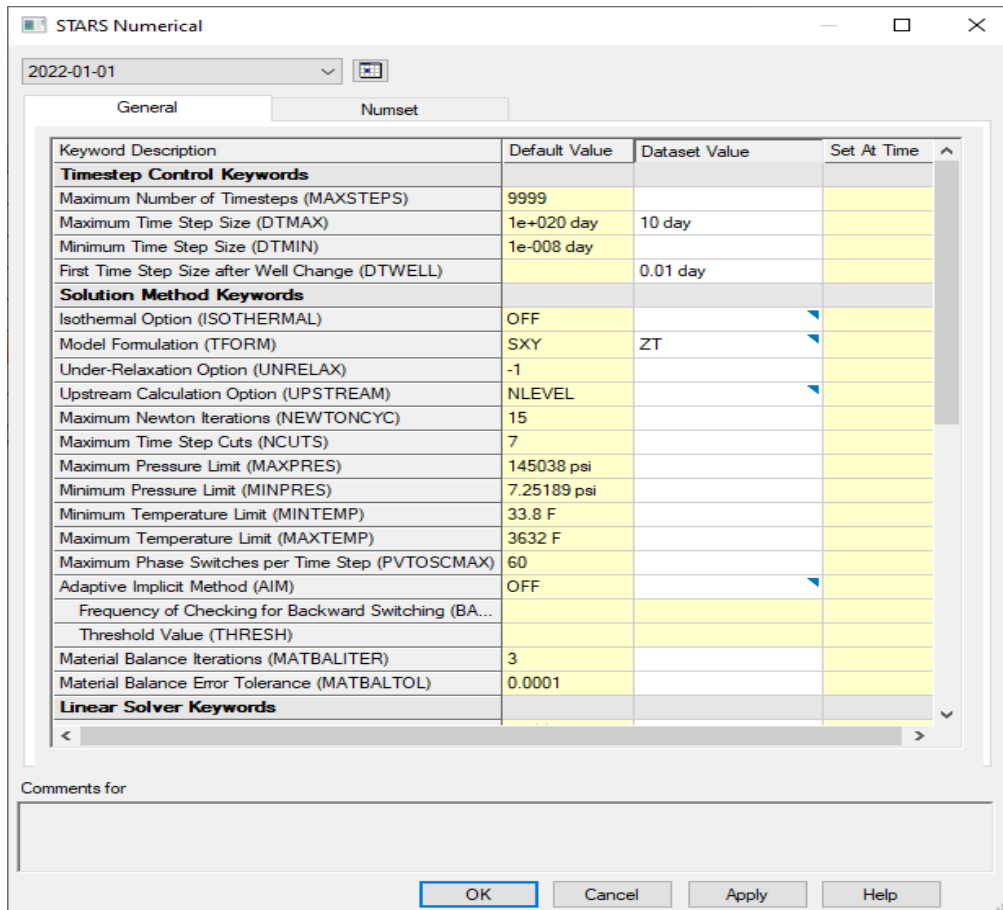 STARS Numerical
2022-01-01
General Numset
Keyword Description Default Value Dataset Value Set At Time
Timestep Control Keywords
Maximum Number of Timesteps (MAXSTEPS) 9999
Maximum Time Step Size (DTMAX) 1e+020 day 10 day
Minimum Time Step Size (DTMIN) 1e-008 day
First Time Step Size after Well Change (DTWELL) 0.01 day
Solution Method Keywords
Isothermal Option (ISOTHERMAL) OFF
Model Formulation (TFORM) SXY ZT
Under-Relaxation Option (UNRELAX) -1
Upstream Calculation Option (UPSTREAM) NLEVEL
Maximum Newton Iterations (NEWTONCYC) 15
Maximum Time Step Cuts (NCUTS) 7
Maximum Pressure Limit (MAXPRES) 145038 psi
Minimum Pressure Limit (MINPRES) 7.25189 psi
Minimum Temperature Limit (MINTEMP) 33.8 F
Maximum Temperature Limit (MAXTEMP) 3632 F
Maximum Phase Switches per Time Step (PVTOSCMAX) 60
Adaptive Implicit Method (AIM) OFF
Frequency of Checking for Backward Switching (BA...
Threshold Value (THRESH)
Material Balance Iterations (MATBALITER) 3
Material Balance Error Tolerance (MATBALTOL) 0.0001
Linear Solver Keywords
Comments for
OK Cancel Apply Help